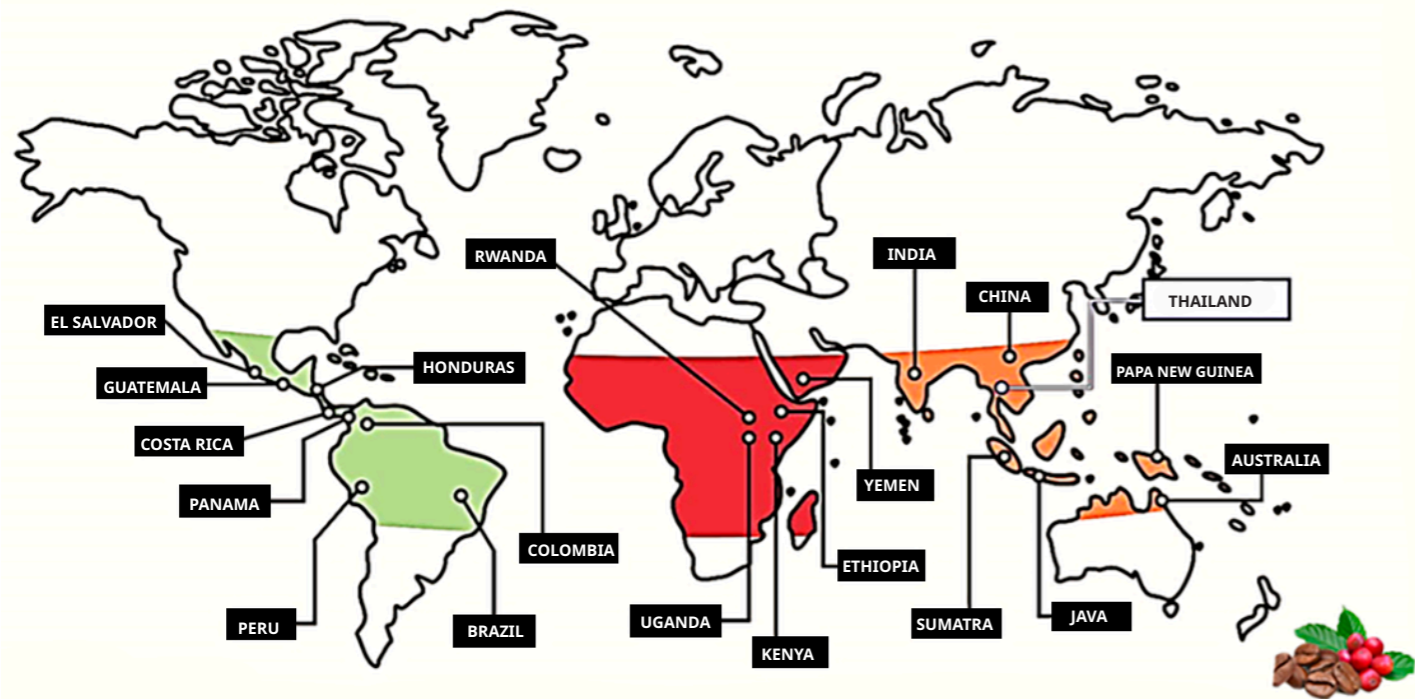 RWANDA
INDIA
CHINA
THAILAND
EL SALVADOR
HONDURAS
GUATEMALA
PAPA NEW GUINEA
COSTA RICA
AUSTRALIA
PANAMA
YEMEN
COLOMBIA
ETHIOPIA
PERU
BRAZIL
UGANDA
KENYA
SUMATRA
JAVA